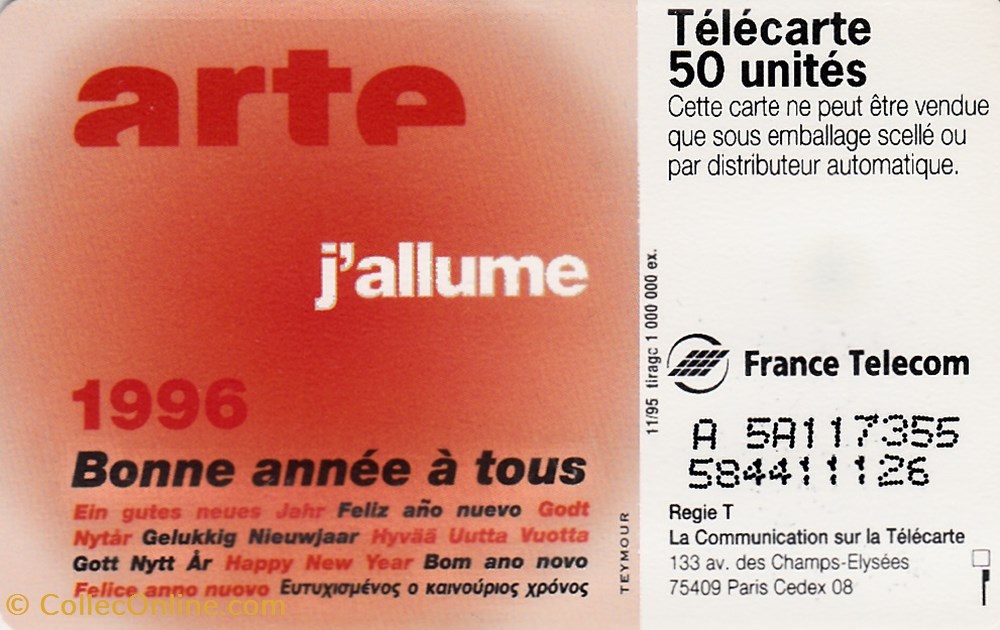 arte
j'allume
1996
Bonne année à tous
Ein gutes neues Jahr Feliz año nuevo Godt
Nytår Gelukkig Nieuwjaar Hyvää Uutta Vuotta
Gott Nytt År Happy New Year Bom ano novo
Felice anno nuovo Ευτυχισμένος ο καινούριος χρόνος
TEYMOUR
11/95 tirage 1 000 000 ex.
Télécarte
50 unités
Cette carte ne peut être vendue
que sous emballage scellé ou
par distributeur automatique.
France Telecom
A 5A117355
584411126
Regie T
La Communication sur la Télécarte
133 av. des Champs-Elysées
75409 Paris Cedex 08
© CollecOnline.com